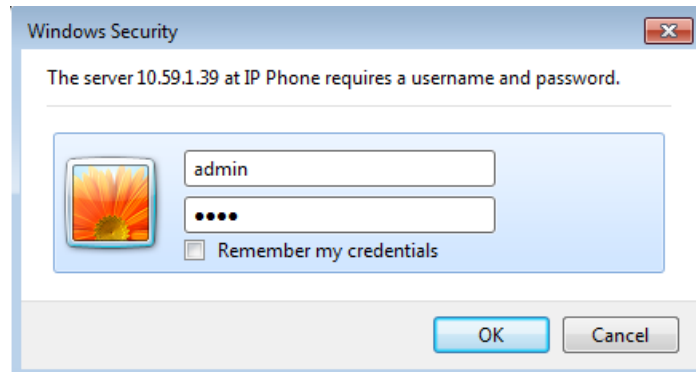 Windows Security
The server 10.59.1.39 at IP Phone requires a username and password.
admin
••••
Remember my credentials
OK
Cancel